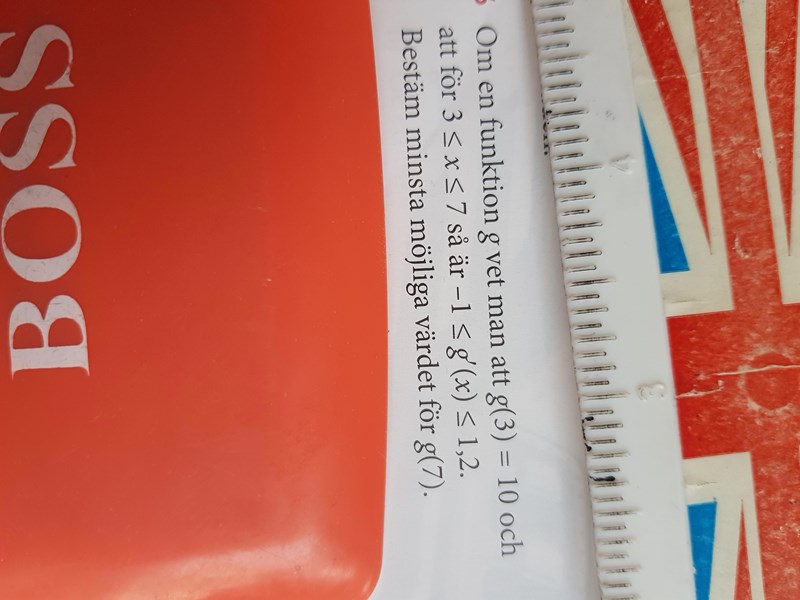 Om en funktion g vet man att g(3) = 10 och
att för 3 ≤ x ≤ 7 så är −1 ≤ g′(x) ≤ 1,2.
Bestäm minsta möjliga värdet för g(7).
BOSS